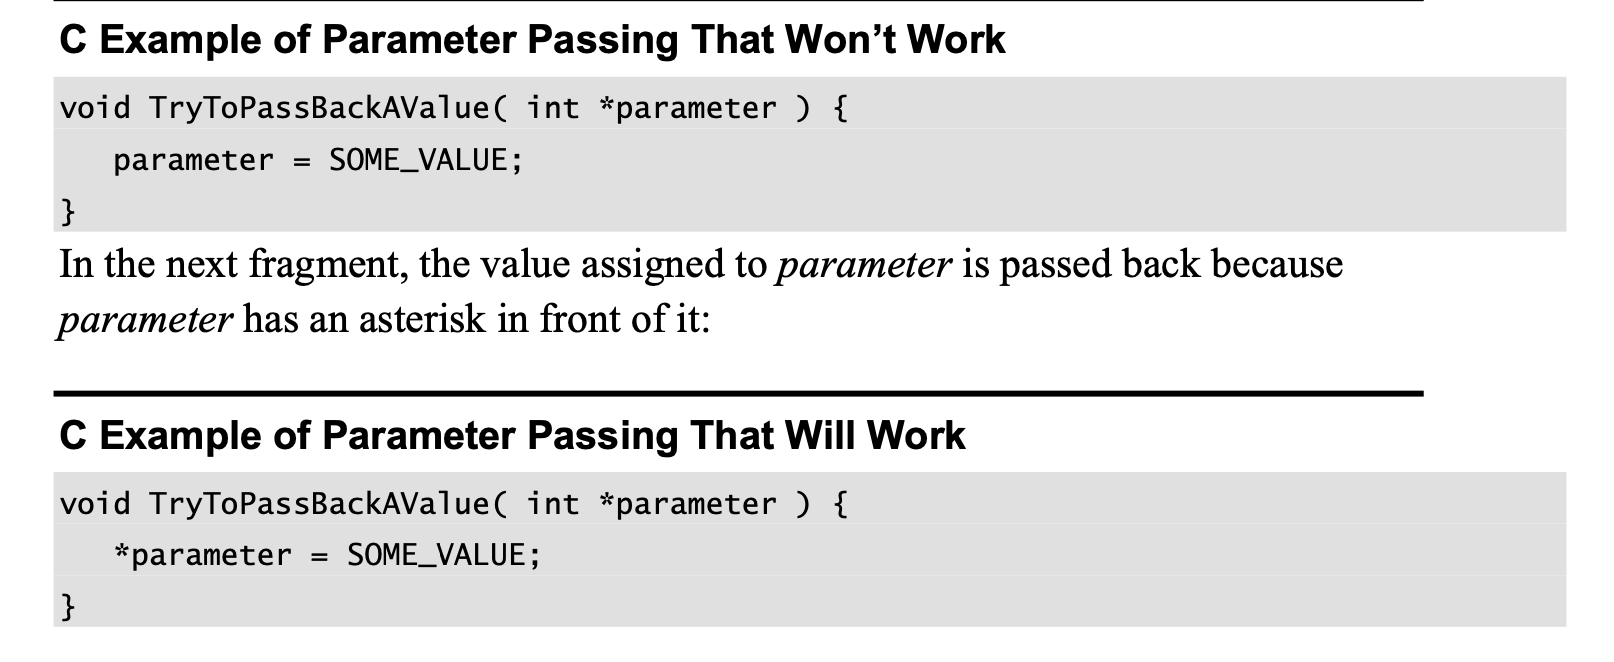 C Example of Parameter Passing That Won’t Work
void TryToPassBackAValue( int *parameter ) {
   parameter = SOME_VALUE;
}
In the next fragment, the value assigned to parameter is passed back because
parameter has an asterisk in front of it:
C Example of Parameter Passing That Will Work
void TryToPassBackAValue( int *parameter ) {
   *parameter = SOME_VALUE;
}